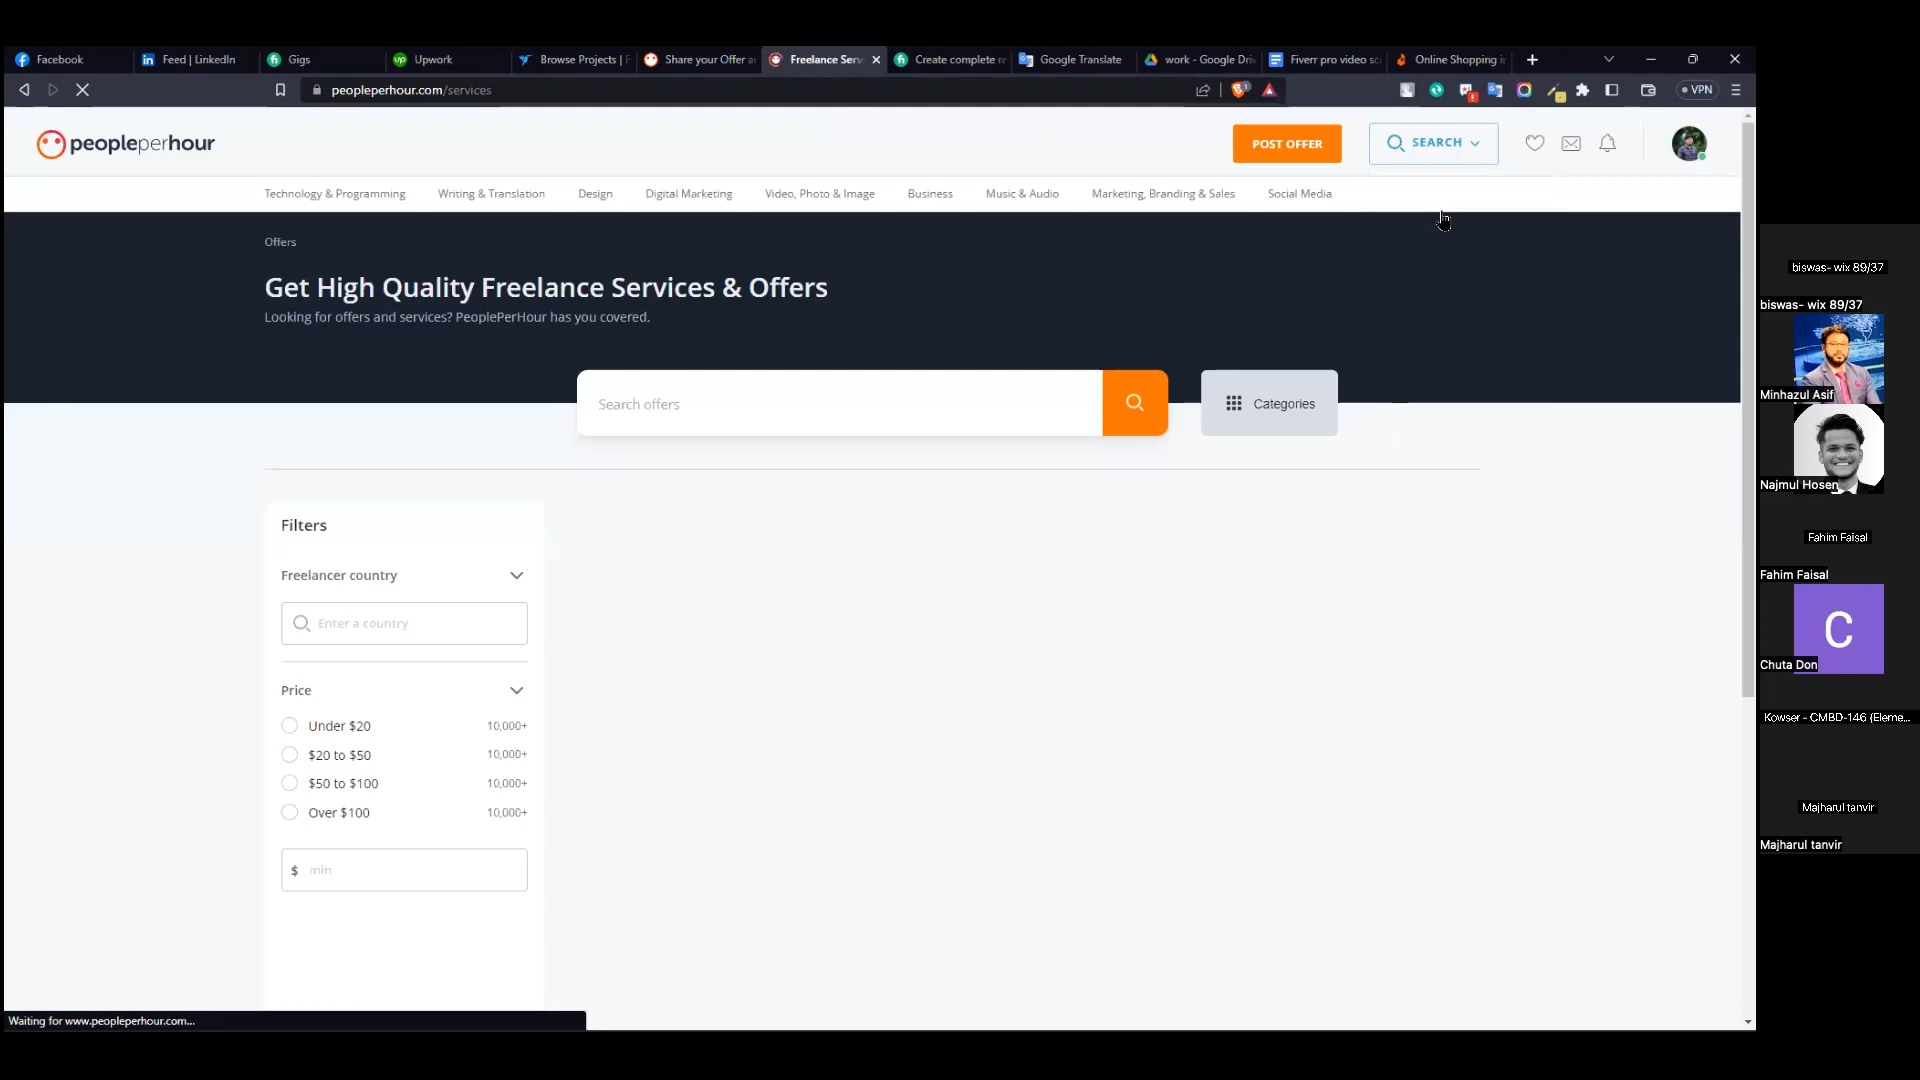 Facebook
Feed | LinkedIn
Gigs
Upwork
Browse Projects | F
Share your Offer a
Freelance Serv
Create complete r
Google Translate
work - Google Dri
Fiverr pro video sc
Online Shopping i
peopleperhour.com/services
VPN
peopleperhour
POST OFFER
SEARCH
Technology & Programming
Writing & Translation
Design
Digital Marketing
Video, Photo & Image
Business
Music & Audio
Marketing, Branding & Sales
Social Media
Offers
Get High Quality Freelance Services & Offers
Looking for offers and services? PeoplePerHour has you covered.
Search offers
Categories
Filters
Freelancer country
Enter a country
Price
Under $20 10,000+
$20 to $50 10,000+
$50 to $100 10,000+
Over $100 10,000+
$ min
Waiting for www.peopleperhour.com...
biswas- wix 89/37
biswas- wix 89/37
Minhazul Asif
Najmul Hosen
Fahim Faisal
Fahim Faisal
C
Chuta Don
Kowser - CMBD-146 (Eleme...
Majharul tanvir
Majharul tanvir